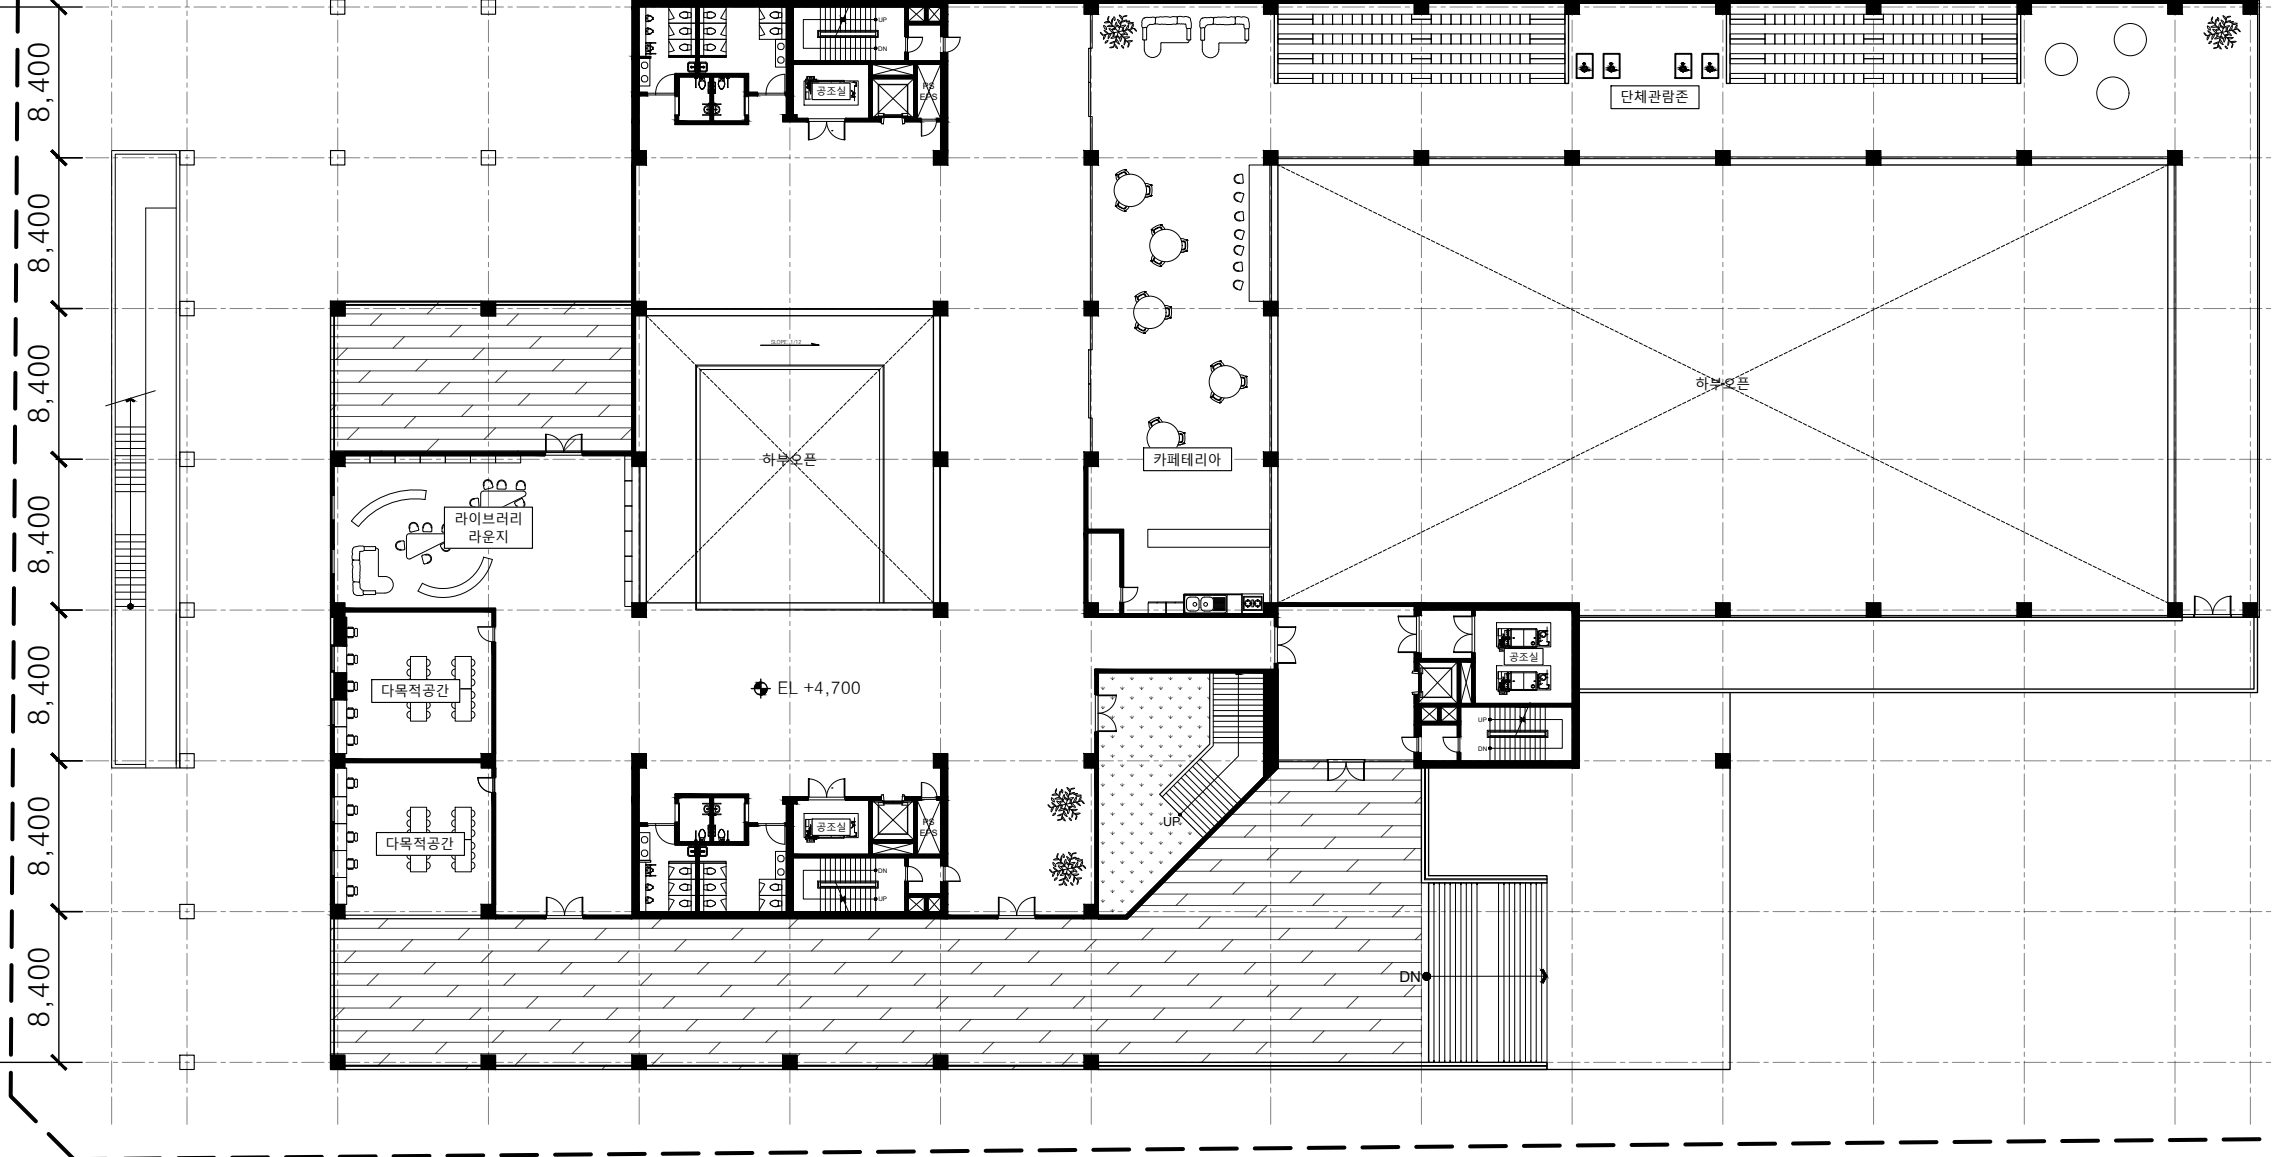 8,400
8,400
8,400
8,400
8,400
8,400
8,400
UP
DN
공조실
PS
EPS
단체관람존
SLOPE: 1/12
하부오픈
하부오픈
카페테리아
라이브러리
라운지
다목적공간
EL +4,700
공조실
UP
DN
다목적공간
공조실
PS
EPS
UP
DN
UP
DN